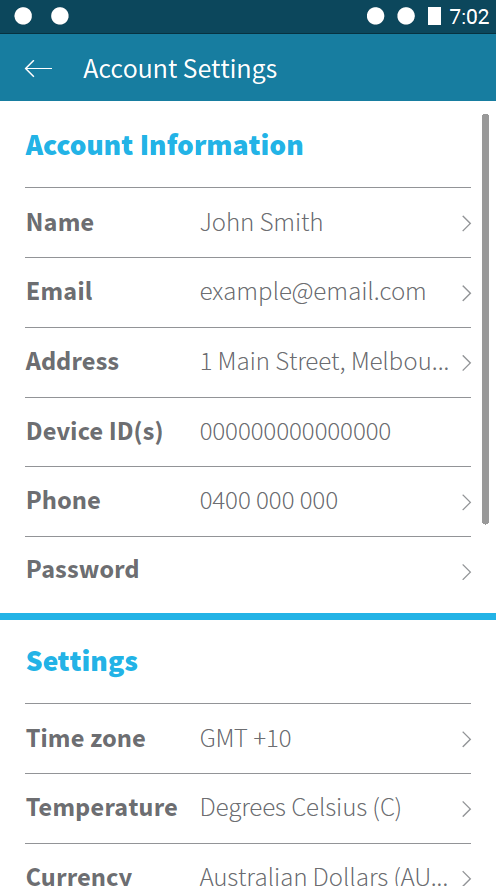 7:02
Account Settings
Account Information
Name John Smith
Email example@email.com
Address 1 Main Street, Melbou...
Device ID(s) 000000000000000
Phone 0400 000 000
Password
Settings
Time zone GMT +10
Temperature Degrees Celsius (C)
Currency Australian Dollars (AU...